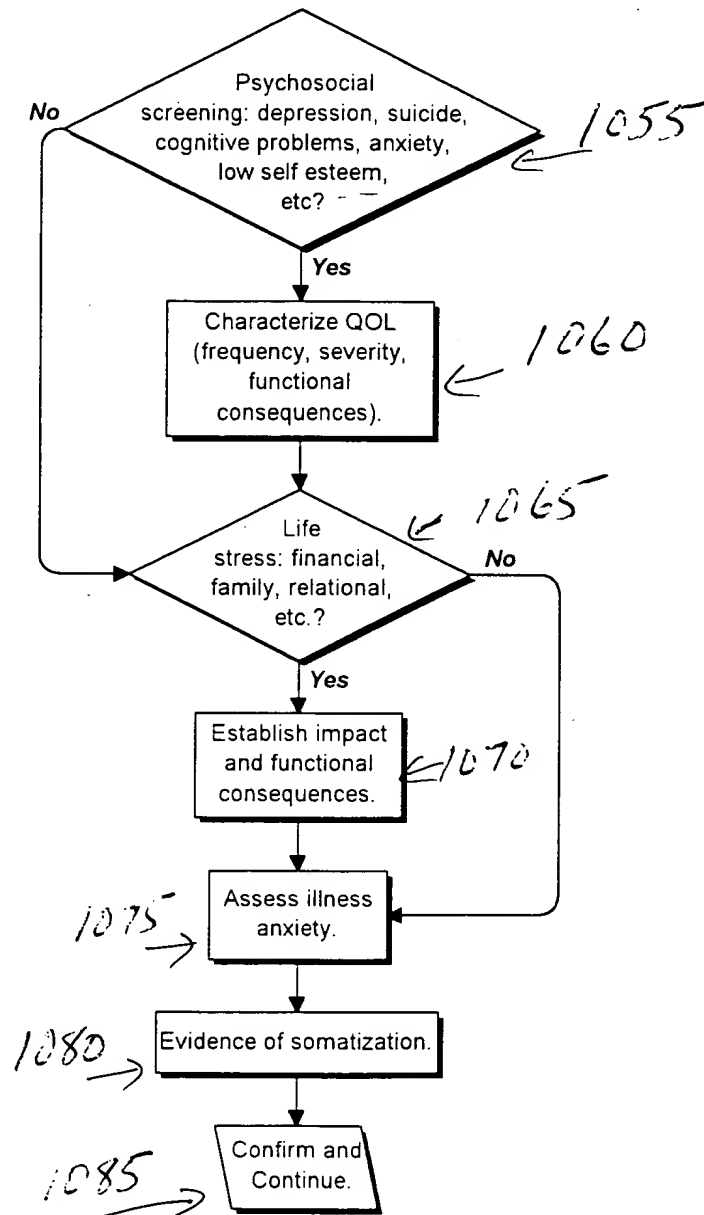 Psychosocial
No
screening: depression, suicide,
cognitive problems, anxiety,
low self esteem,
etc?
1055
Yes
Characterize QOL
(frequency, severity,
functional
consequences).
1060
1065
Life
stress: financial,
family, relational,
etc.?
No
Yes
Establish impact
and functional
consequences.
1070
Assess illness
anxiety.
1075
Evidence of somatization.
1080
Confirm and
Continue.
1085